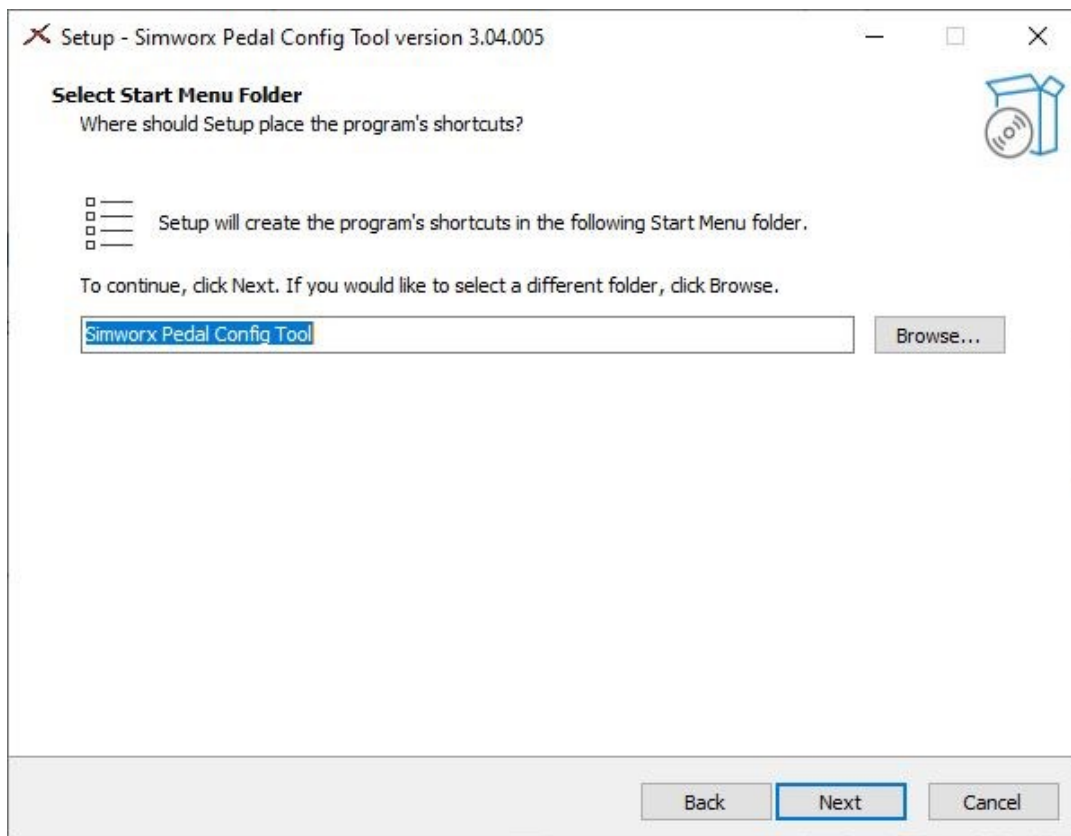 Setup - Simworx Pedal Config Tool version 3.04.005
Select Start Menu Folder
Where should Setup place the program's shortcuts?
Setup will create the program's shortcuts in the following Start Menu folder.
To continue, click Next. If you would like to select a different folder, click Browse.
Simworx Pedal Config Tool
Browse...
Back
Next
Cancel